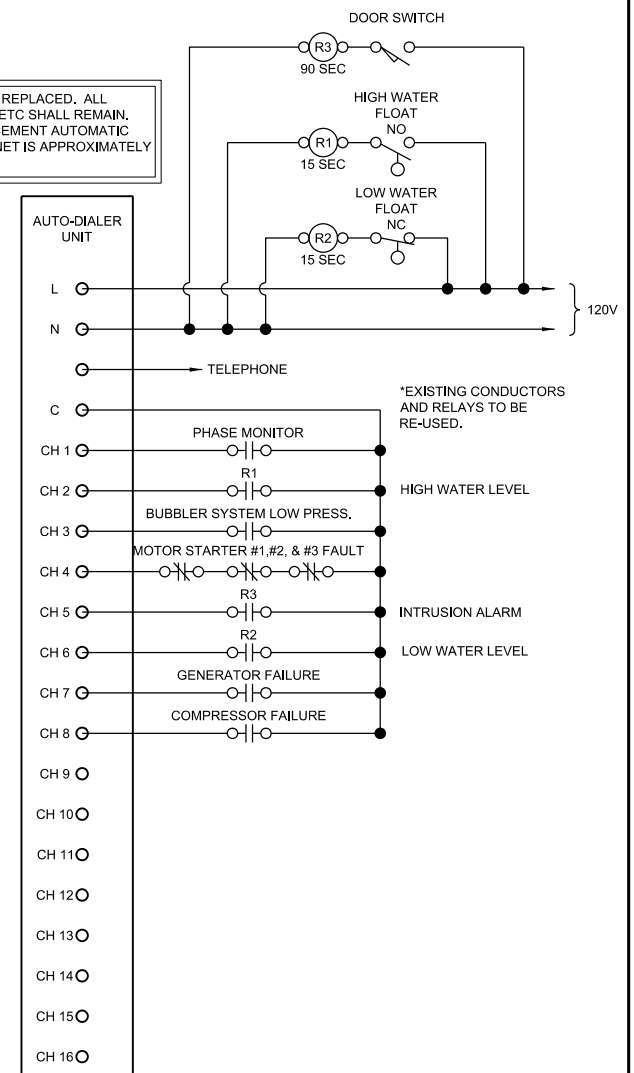 DOOR SWITCH
R3
90 SEC
REPLACED. ALL
ETC SHALL REMAIN.
CEMENT AUTOMATIC
NET IS APPROXIMATELY
HIGH WATER
FLOAT
NO
R1
15 SEC
LOW WATER
FLOAT
NC
R2
15 SEC
AUTO-DIALER
UNIT
L
N
120V
TELEPHONE
*EXISTING CONDUCTORS
AND RELAYS TO BE
RE-USED.
C
PHASE MONITOR
CH 1
R1
CH 2
HIGH WATER LEVEL
BUBBLER SYSTEM LOW PRESS.
CH 3
MOTOR STARTER #1,#2, & #3 FAULT
CH 4
R3
CH 5
INTRUSION ALARM
R2
CH 6
LOW WATER LEVEL
GENERATOR FAILURE
CH 7
COMPRESSOR FAILURE
CH 8
CH 9
CH 10
CH 11
CH 12
CH 13
CH 14
CH 15
CH 16